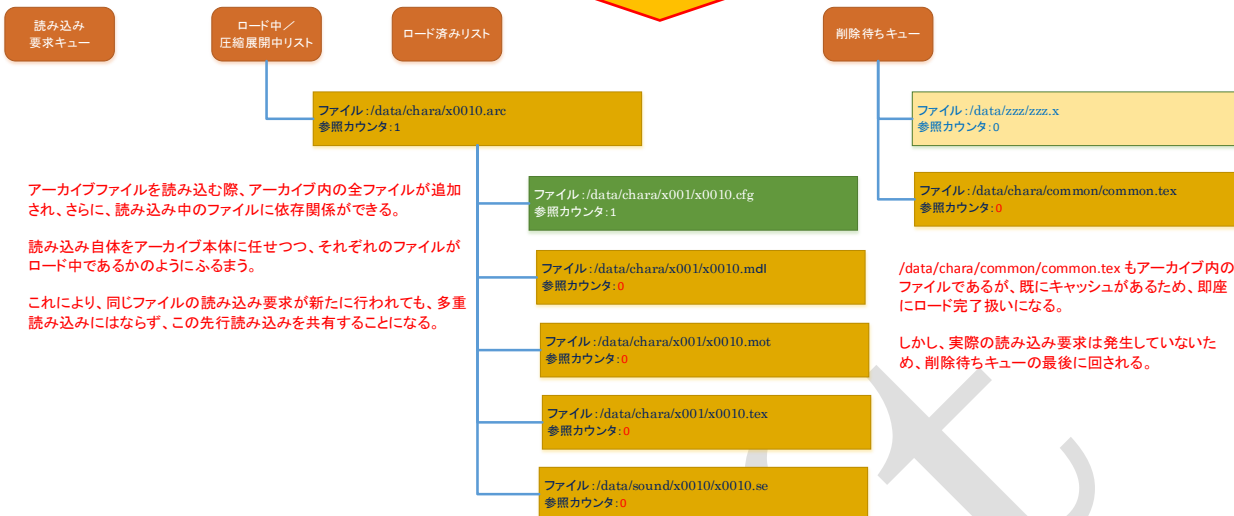 読み込み
要求キュー
ロード中／
圧縮展開中リスト
ロード済みリスト
削除待ちキュー
ファイル:/data/chara/x0010.arc
参照カウンタ:1
ファイル:/data/zzz/zzz.x
参照カウンタ:0
アーカイブファイルを読み込む際、アーカイブ内の全ファイルが追加
され、さらに、読み込み中のファイルに依存関係ができる。
読み込み自体をアーカイブ本体に任せつつ、それぞれのファイルが
ロード中であるかのようにふるまう。
これにより、同じファイルの読み込み要求が新たに行われても、多重
読み込みにはならず、この先行読み込みを共有することになる。
ファイル:/data/chara/x001/x0010.cfg
参照カウンタ:1
ファイル:/data/chara/x001/x0010.mdl
参照カウンタ:0
ファイル:/data/chara/x001/x0010.mot
参照カウンタ:0
ファイル:/data/chara/x001/x0010.tex
参照カウンタ:0
ファイル:/data/sound/x0010/x0010.se
参照カウンタ:0
ファイル:/data/chara/common/common.tex
参照カウンタ:0
/data/chara/common/common.tex もアーカイブ内の
ファイルであるが、既にキャッシュがあるため、即座
にロード完了扱いになる。
しかし、実際の読み込み要求は発生していないた
め、削除待ちキューの最後に回される。